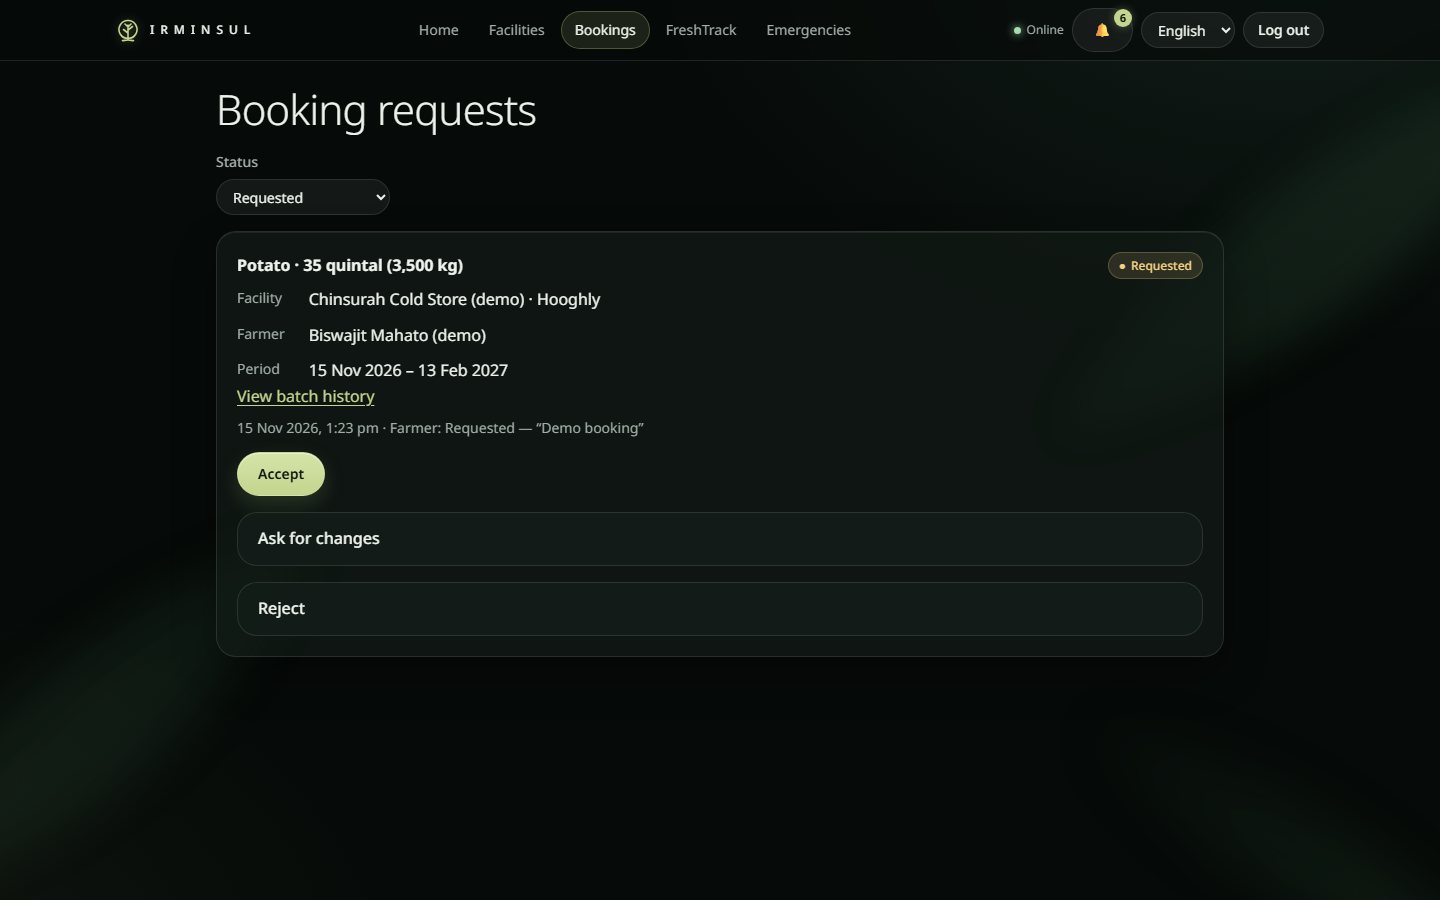 IRMINSUL
Home Facilities Bookings FreshTrack Emergencies
Online 6 English Log out
Booking requests
Status
Requested
Potato · 35 quintal (3,500 kg) Requested
Facility Chinsurah Cold Store (demo) · Hooghly
Farmer Biswajit Mahato (demo)
Period 15 Nov 2026 – 13 Feb 2027
View batch history
15 Nov 2026, 1:23 pm · Farmer: Requested — “Demo booking”
Accept
Ask for changes
Reject